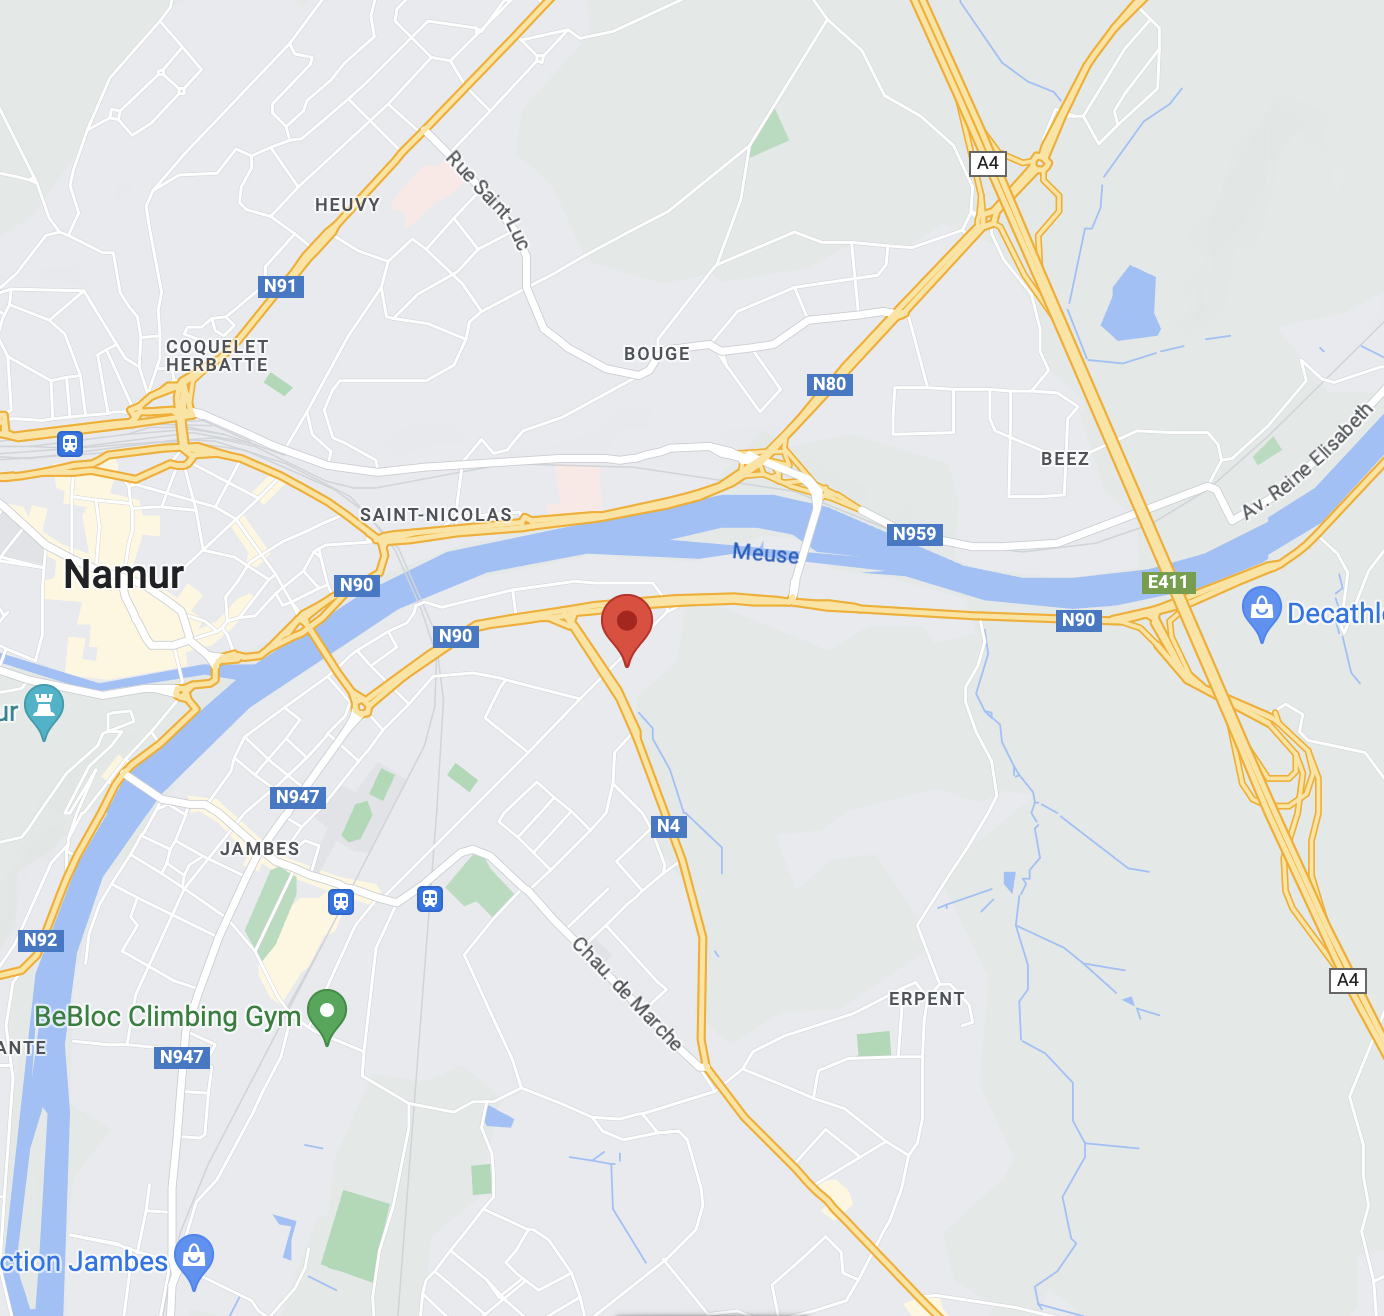 A4
Rue Saint-Luc
HEUVY
N91
COQUELET
HERBATTE
BOUGE
N80
BEEZ
Av. Reine Elisabeth
SAINT-NICOLAS
N959
Meuse
Namur
N90
E411
N90
N90
Decathl
ur
N947
N4
JAMBES
N92
Chau. de Marche
A4
ERPENT
BeBloc Climbing Gym
ANTE
N947
ction Jambes